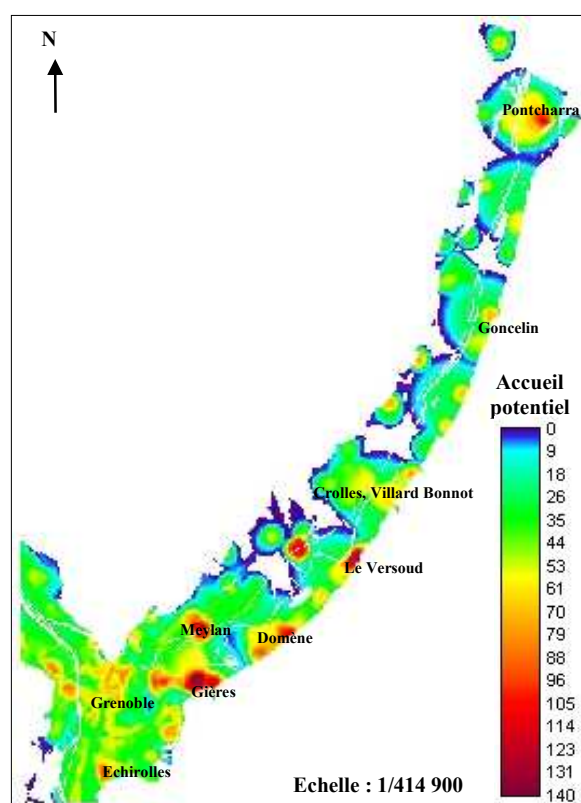 N
Pontcharra
Goncelin
Accueil
potentiel
0
9
18
26
35
44
53
61
70
79
88
96
105
114
123
131
140
Crolles, Villard Bonnot
Le Versoud
Meylan
Domène
Gières
Grenoble
Echirolles
Echelle : 1/414 900